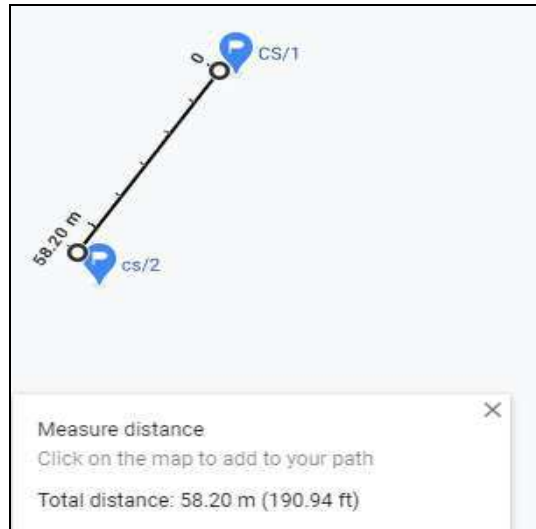 0
CS/1
58.20 m
cs/2
Measure distance
Click on the map to add to your path
Total distance: 58.20 m (190.94 ft)